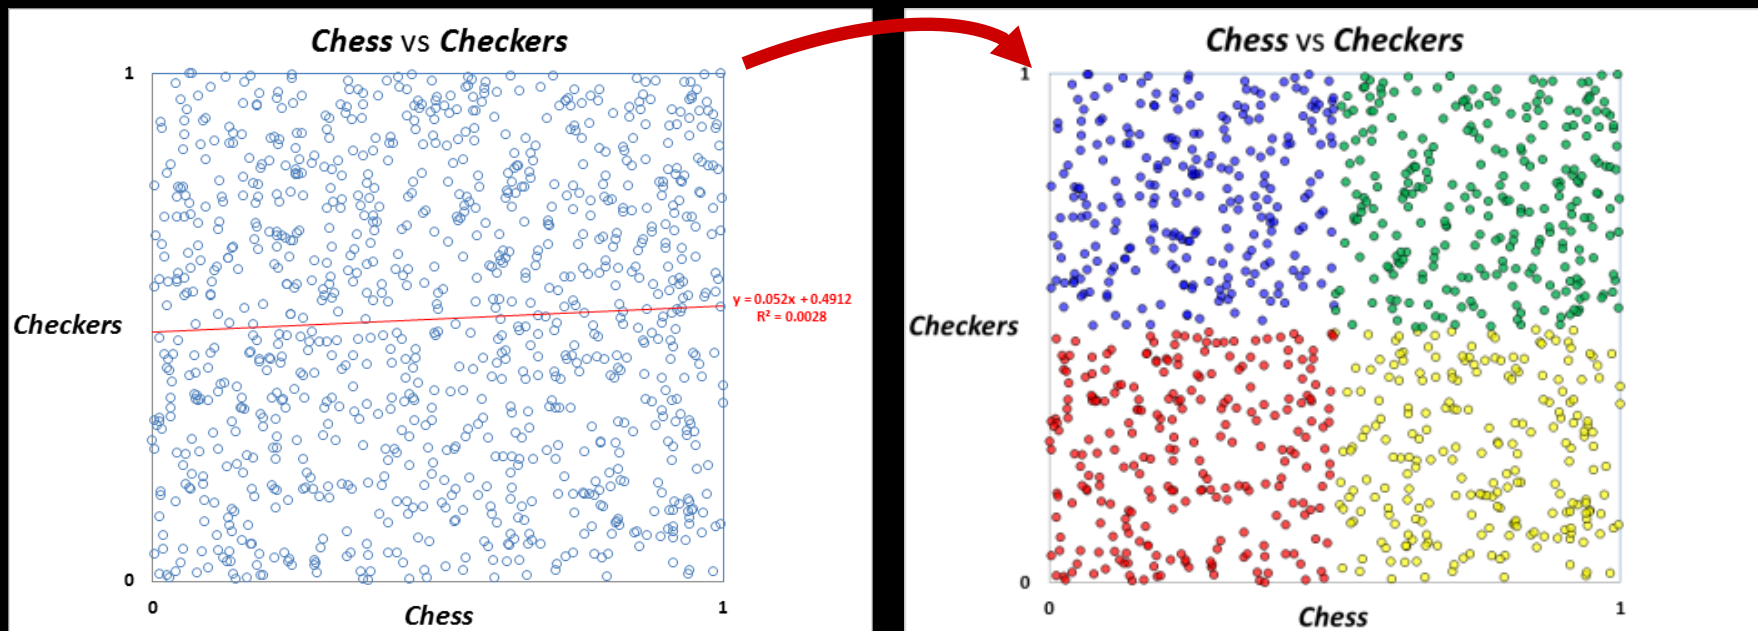 Chess vs Checkers
1
Checkers
y = 0.052x + 0.4912
R² = 0.0028
0
0
1
Chess
Chess vs Checkers
1
Checkers
0
0
1
Chess